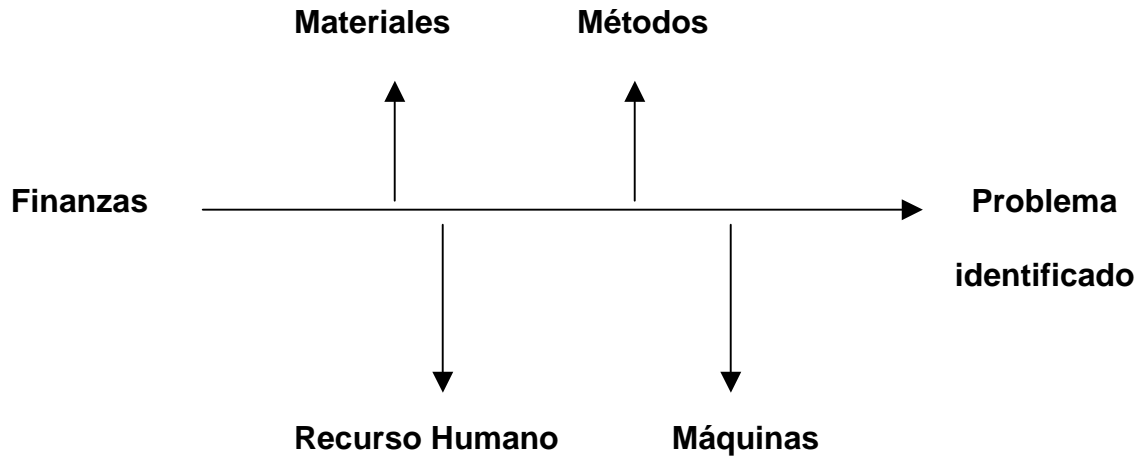 Materiales
Métodos
Finanzas
Problema
identificado
Recurso Humano
Máquinas